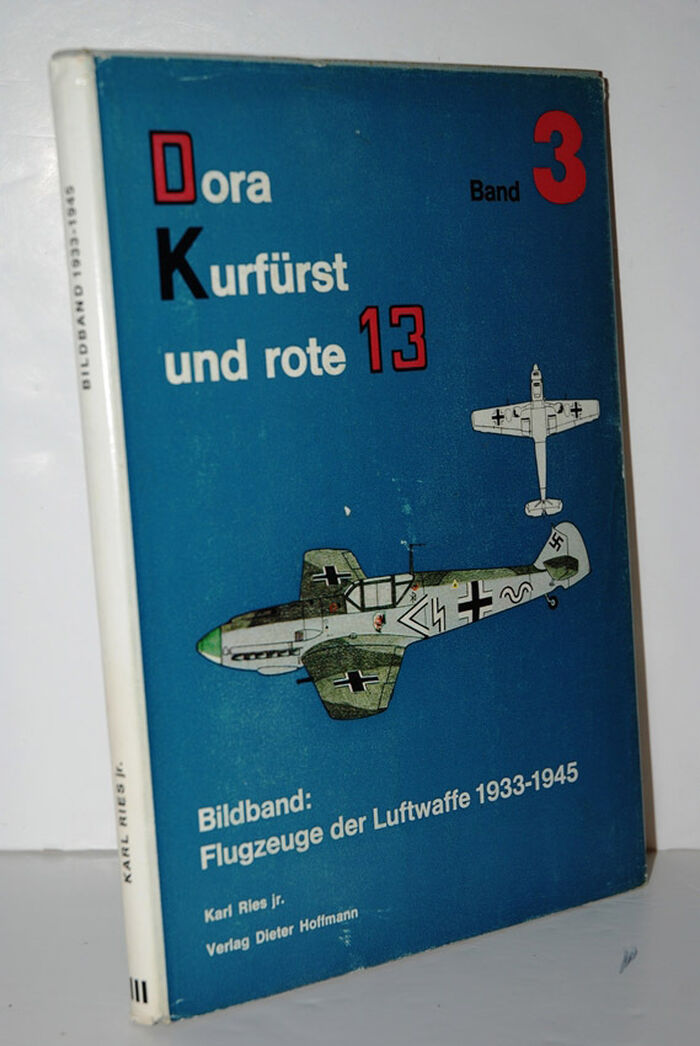 Dora
Band 3
Kurfürst
und rote 13
Bildband:
Flugzeuge der Luftwaffe 1933-1945
Karl Ries jr.
Verlag Dieter Hoffmann
BILDBAND 1933-1945
KARL RIES jr.
III